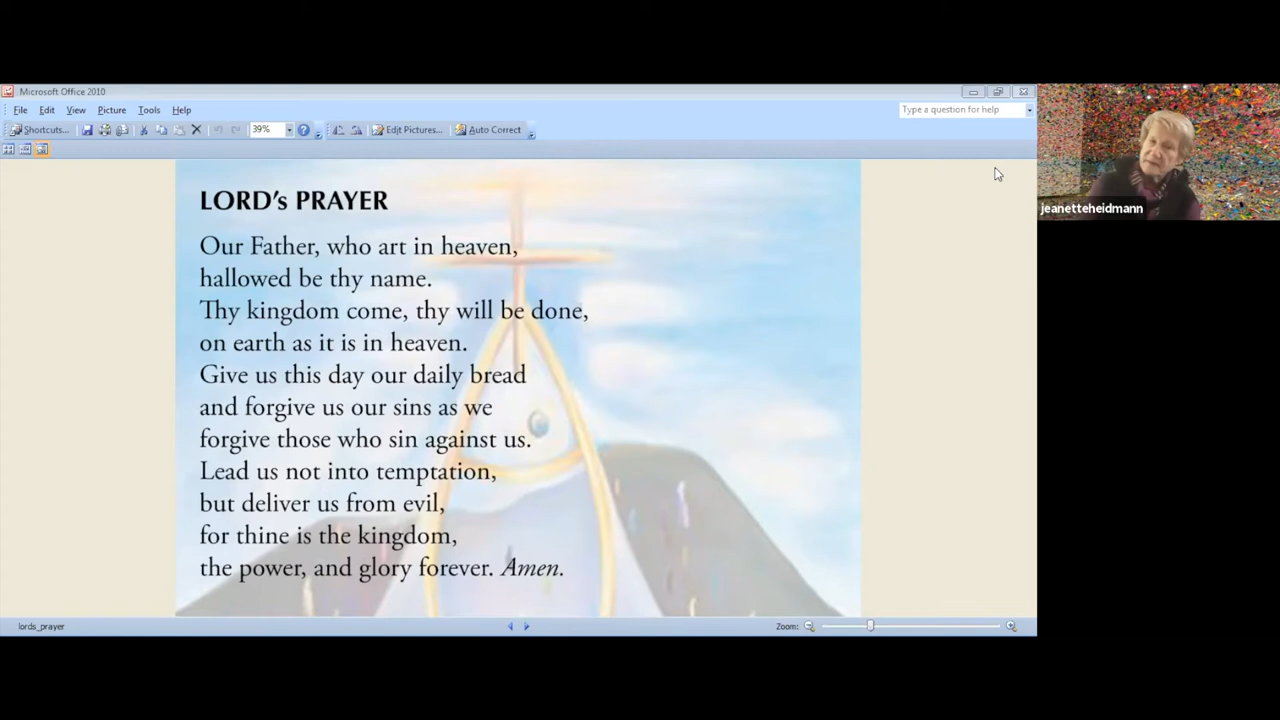 Microsoft Office 2010
File Edit View Picture Tools Help
Type a question for help
Shortcuts... 39% Edit Pictures... Auto Correct
jeanetteheidmann
LORD's PRAYER
Our Father, who art in heaven,
hallowed be thy name.
Thy kingdom come, thy will be done,
on earth as it is in heaven.
Give us this day our daily bread
and forgive us our sins as we
forgive those who sin against us.
Lead us not into temptation,
but deliver us from evil,
for thine is the kingdom,
the power, and glory forever. Amen.
lords_prayer
Zoom: